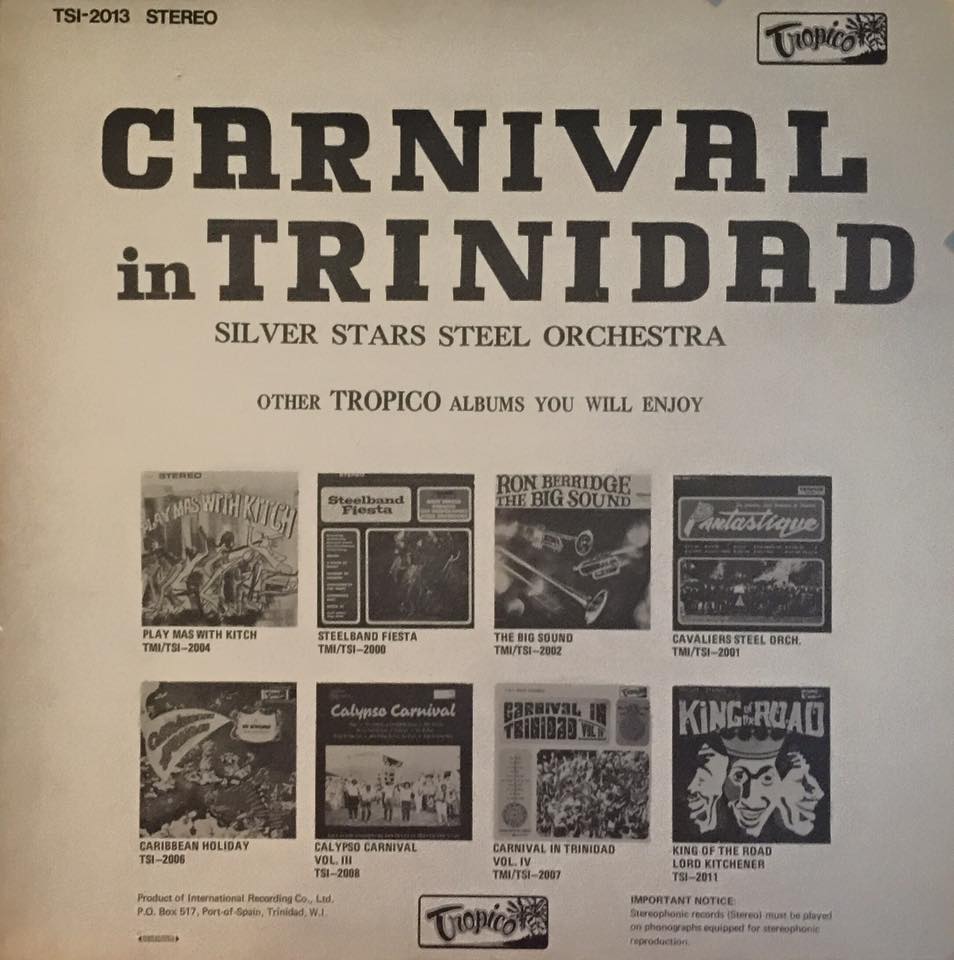 TSI-2013 STEREO
Tropico
CARNIVAL
in TRINIDAD
SILVER STARS STEEL ORCHESTRA
OTHER TROPICO ALBUMS YOU WILL ENJOY
STEREO
PLAY MAS WITH KITCH
Steelband
Fiesta
RON BERRIDGE
THE BIG SOUND
Pantastique
PLAY MAS WITH KITCH
TMI/TSI-2004
STEELBAND FIESTA
TMI/TSI-2000
THE BIG SOUND
TMI/TSI-2002
CAVALIERS STEEL ORCH.
TMI/TSI-2001
Calypso Carnival
CARNIVAL IN
TRINIDAD VOL. IV
KING of the ROAD
CARIBBEAN HOLIDAY
TSI-2006
CALYPSO CARNIVAL
VOL. III
TSI-2008
CARNIVAL IN TRINIDAD
VOL. IV
TMI/TSI-2007
KING OF THE ROAD
LORD KITCHENER
TSI-2011
Product of International Recording Co., Ltd.
P.O. Box 517, Port-of-Spain, Trinidad, W.I.
Tropico
IMPORTANT NOTICE:
Stereophonic records (Stereo) must be played
on phonographs equipped for stereophonic
reproduction.